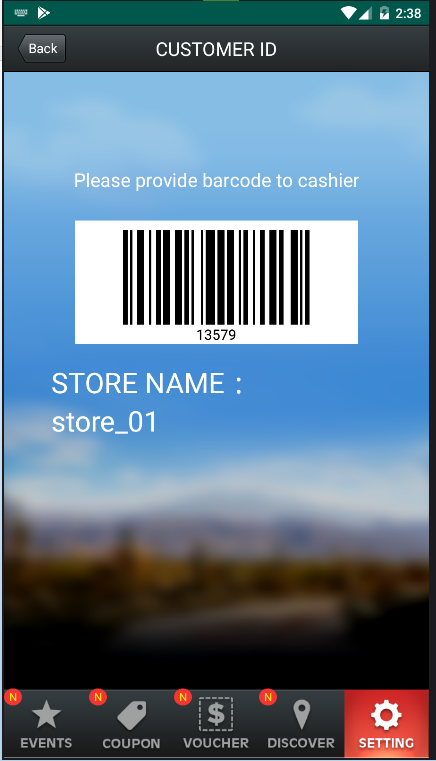 2:38
Back
CUSTOMER ID
Please provide barcode to cashier
13579
STORE NAME :
store_01
N
N
N
N
EVENTS
COUPON
VOUCHER
DISCOVER
SETTING